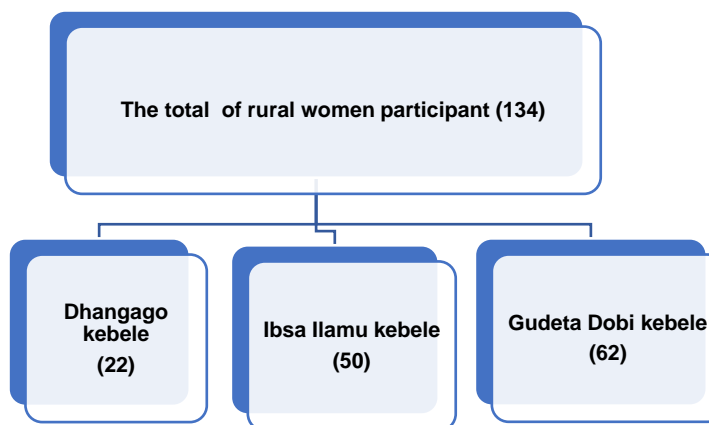 The total of rural women participant (134)
Dhangago
kebele
(22)
Ibsa Ilamu kebele
(50)
Gudeta Dobi kebele
(62)